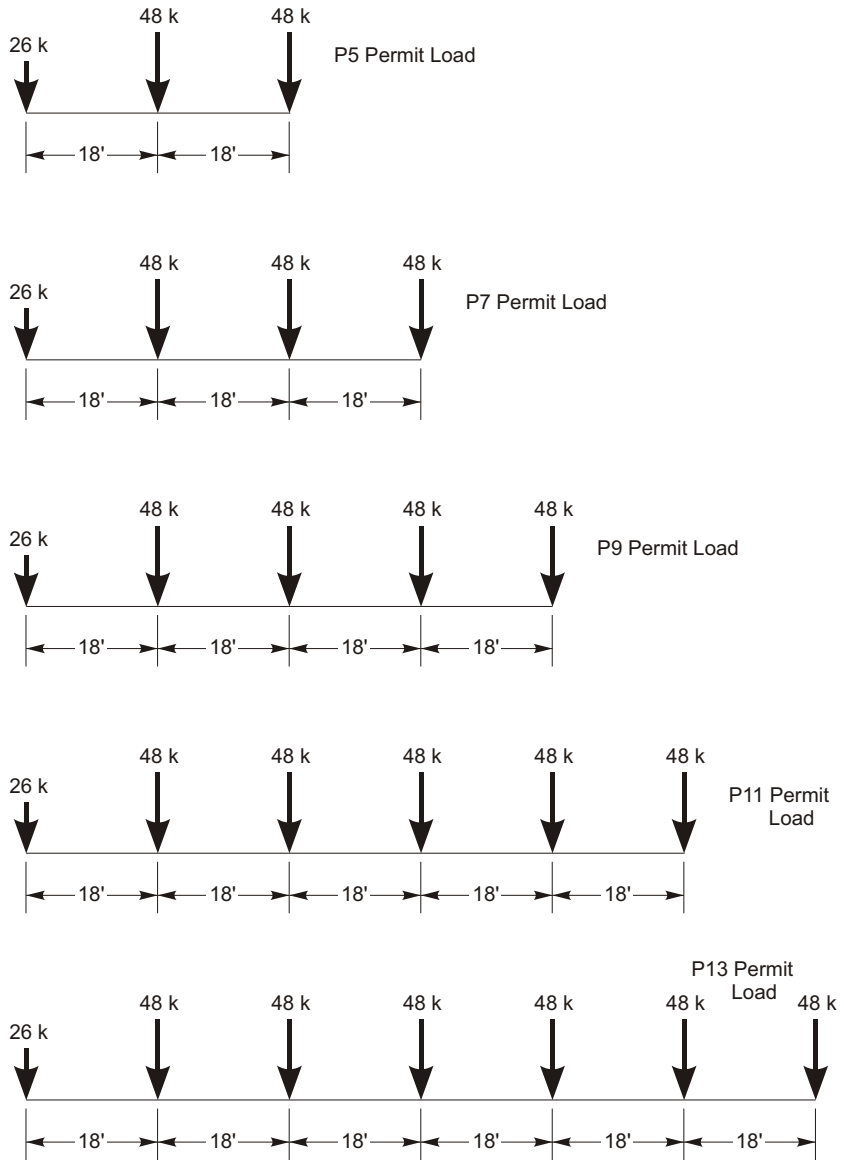 48 k 48 k
26 k
P5 Permit Load
18' 18'
48 k 48 k 48 k
26 k
P7 Permit Load
18' 18' 18'
48 k 48 k 48 k 48 k
26 k
P9 Permit Load
18' 18' 18' 18'
48 k 48 k 48 k 48 k 48 k
26 k
P11 Permit
Load
18' 18' 18' 18' 18'
P13 Permit
Load
48 k 48 k 48 k 48 k 48 k 48 k
26 k
18' 18' 18' 18' 18' 18'